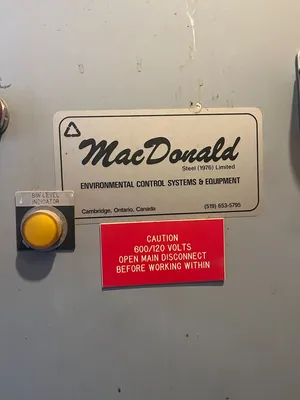 MacDonald
Steel (1976) Limited
ENVIRONMENTAL CONTROL SYSTEMS & EQUIPMENT
Cambridge, Ontario, Canada (519) 653-5795
BIN LEVEL
INDICATOR
CAUTION
600/120 VOLTS
OPEN MAIN DISCONNECT
BEFORE WORKING WITHIN